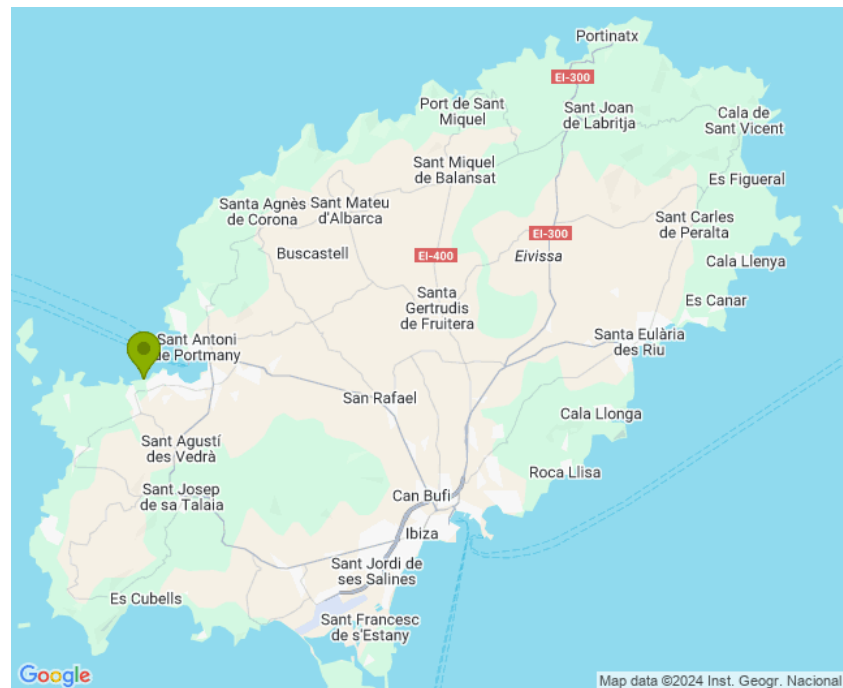 Portinatx
EI-300
Port de Sant
Miquel
Sant Joan
de Labritja
Cala de
Sant Vicent
Sant Miquel
de Balansat
Es Figueral
Santa Agnès
de Corona
Sant Mateu
d'Albarca
Sant Carles
de Peralta
EI-300
Buscastell
EI-400
Eivissa
Cala Llenya
Santa
Gertrudis
de Fruitera
Es Canar
Sant Antoni
de Portmany
Santa Eulària
des Riu
San Rafael
Cala Llonga
Sant Agustí
des Vedrà
Roca Llisa
Sant Josep
de sa Talaia
Can Bufi
Ibiza
Sant Jordi de
ses Salines
Es Cubells
Sant Francesc
de s'Estany
Google
Map data ©2024 Inst. Geogr. Nacional